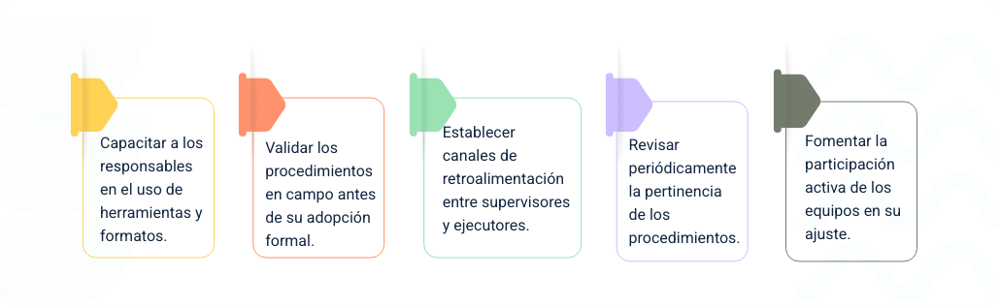 Capacitar a los
responsables
en el uso de
herramientas y
formatos.
Validar los
procedimientos
en campo antes
de su adopción
formal.
Establecer
canales de
retroalimentación
entre supervisores
y ejecutores.
Revisar
periódicamente
la pertinencia
de los
procedimientos.
Fomentar la
participación
activa de los
equipos en su
ajuste.